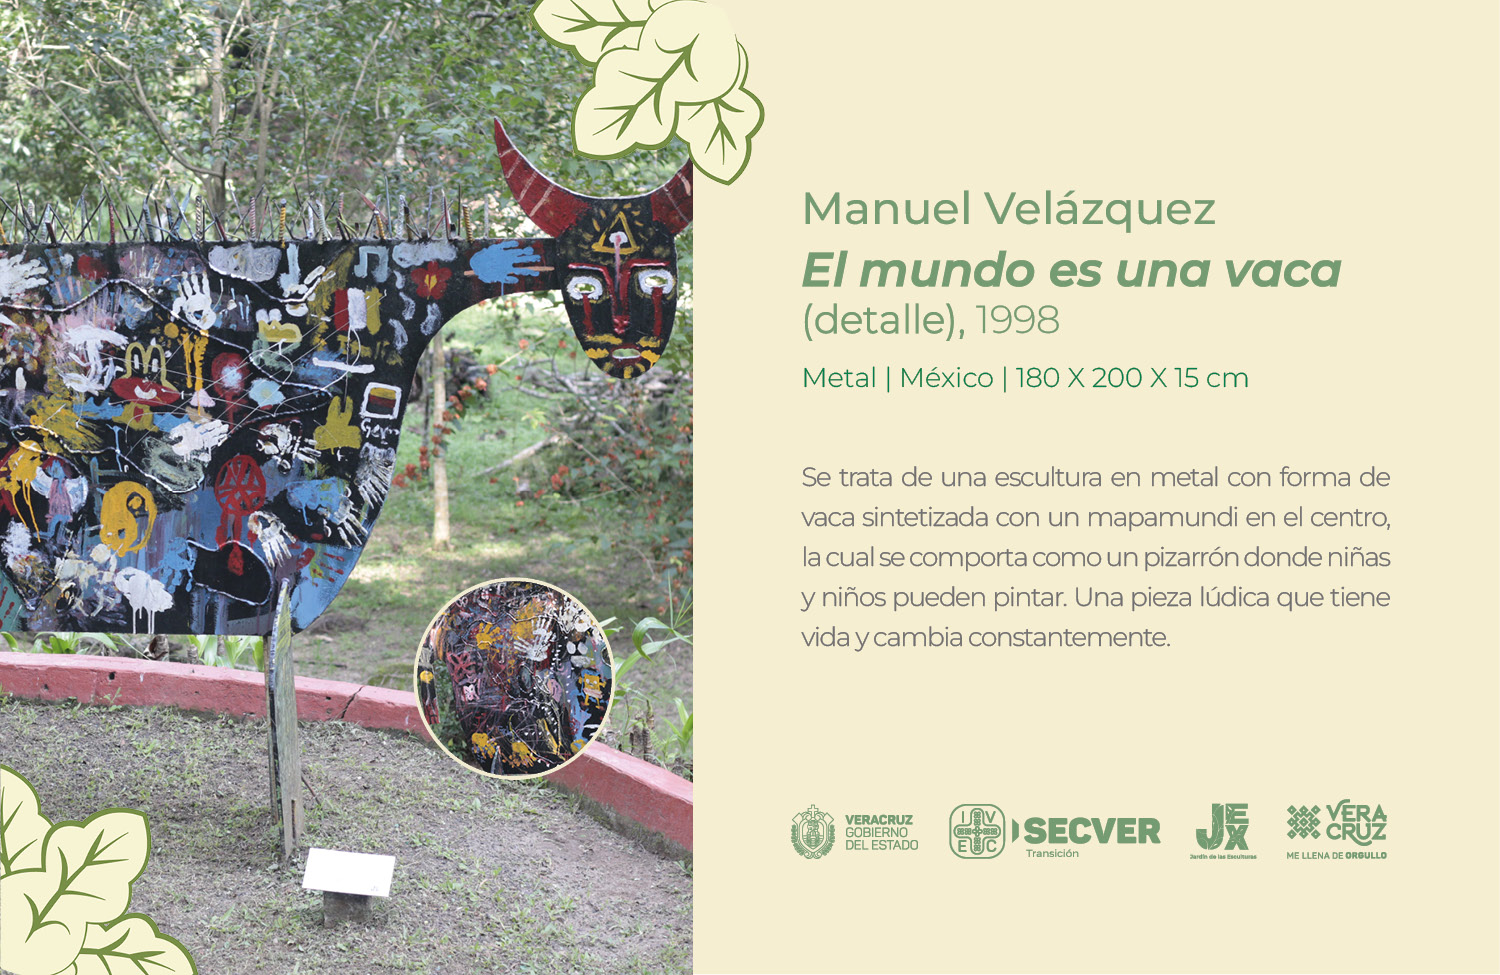 Manuel Velázquez
El mundo es una vaca
(detalle), 1998
Metal | México | 180 X 200 X 15 cm
Se trata de una escultura en metal con forma de
vaca sintetizada con un mapamundi en el centro,
la cual se comporta como un pizarrón donde niñas
y niños pueden pintar. Una pieza lúdica que tiene
vida y cambia constantemente.
VERACRUZ
GOBIERNO
DEL ESTADO
IVEC
SECVER
Transición
JEX
Jardín de las Esculturas
VERA
CRUZ
ME LLENA DE ORGULLO